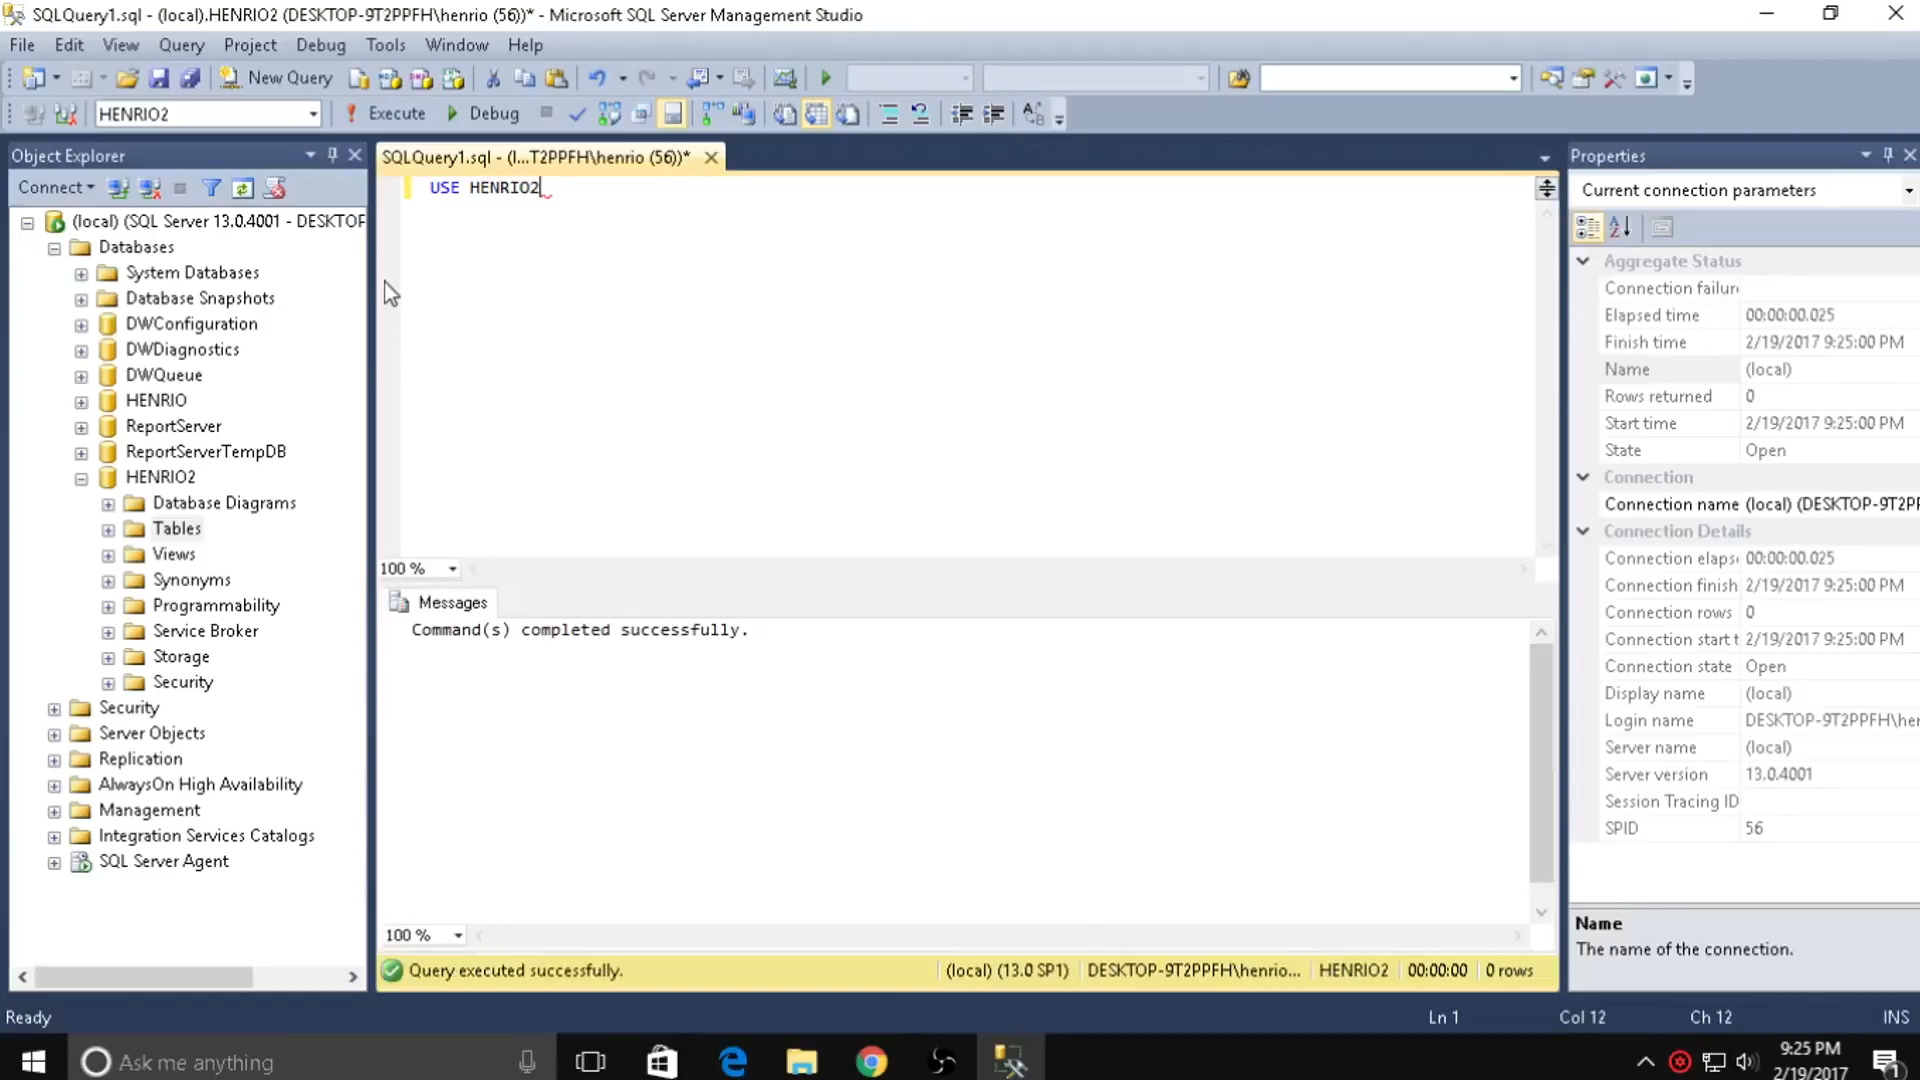 SQLQuery1.sql - (local).HENRIO2 (DESKTOP-9T2PPFH\henrio (56))* - Microsoft SQL Server Management Studio
File Edit View Query Project Debug Tools Window Help
New Query
HENRIO2 Execute Debug
Object Explorer
Connect
(local) (SQL Server 13.0.4001 - DESKTOP
Databases
System Databases
Database Snapshots
DWConfiguration
DWDiagnostics
DWQueue
HENRIO
ReportServer
ReportServerTempDB
HENRIO2
Database Diagrams
Tables
Views
Synonyms
Programmability
Service Broker
Storage
Security
Security
Server Objects
Replication
AlwaysOn High Availability
Management
Integration Services Catalogs
SQL Server Agent
SQLQuery1.sql - (l...T2PPFH\henrio (56))*
USE HENRIO2
100 %
Messages
Command(s) completed successfully.
100 %
Query executed successfully. (local) (13.0 SP1) DESKTOP-9T2PPFH\henrio... HENRIO2 00:00:00 0 rows
Properties
Current connection parameters
Aggregate Status
Connection failur
Elapsed time 00:00:00.025
Finish time 2/19/2017 9:25:00 PM
Name (local)
Rows returned 0
Start time 2/19/2017 9:25:00 PM
State Open
Connection
Connection name (local) (DESKTOP-9T2PF
Connection Details
Connection elaps 00:00:00.025
Connection finish 2/19/2017 9:25:00 PM
Connection rows 0
Connection start t 2/19/2017 9:25:00 PM
Connection state Open
Display name (local)
Login name DESKTOP-9T2PPFH\her
Server name (local)
Server version 13.0.4001
Session Tracing ID
SPID 56
Name
The name of the connection.
Ready Ln 1 Col 12 Ch 12 INS
Ask me anything
9:25 PM
2/19/2017
1